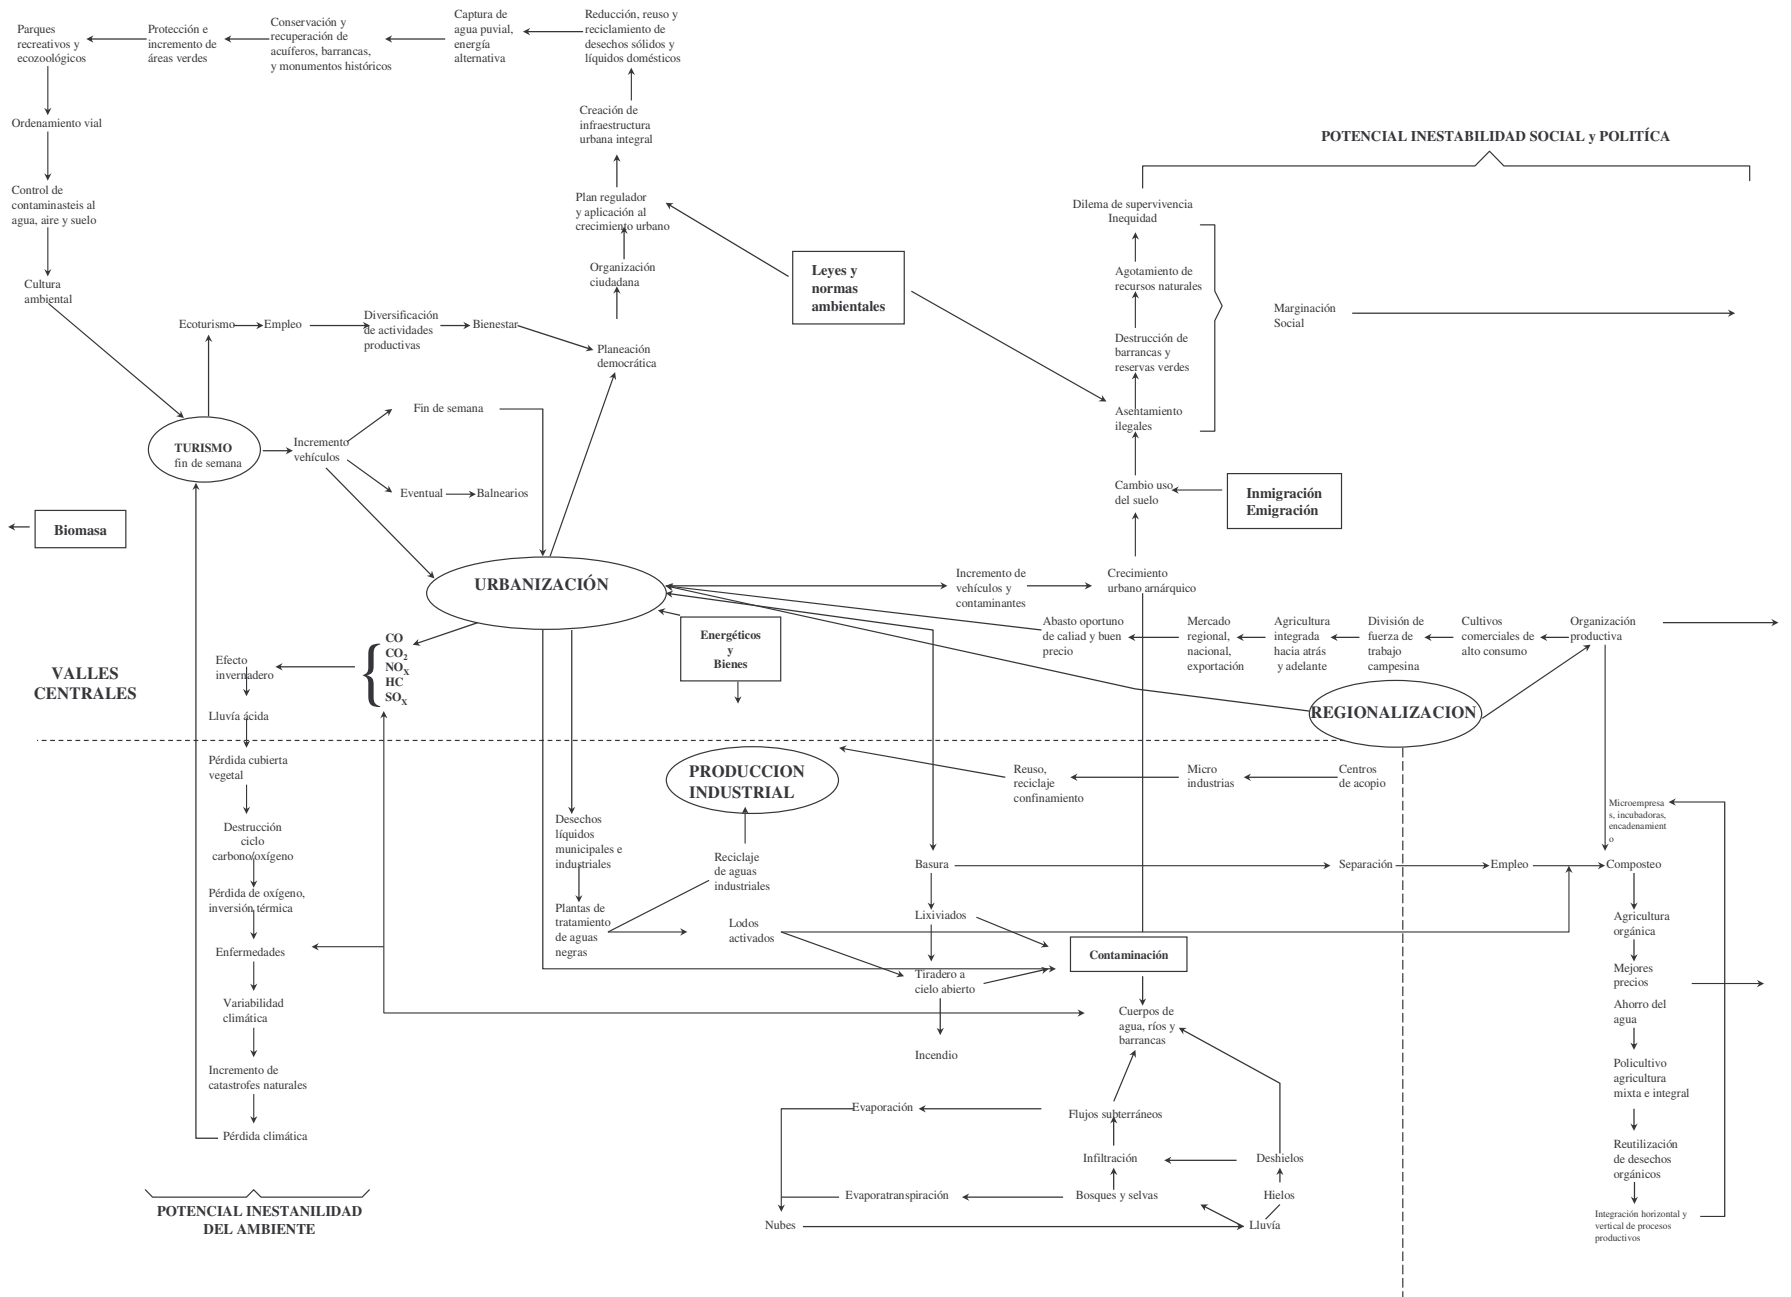 Parques
recreativos y
ecozoológicos
Protección e
incremento de
áreas verdes
Conservación y
recuperación de
acuíferos, barrancas,
y monumentos históricos
Captura de
agua puvial,
energía
alternativa
Reducción, reuso y
reciclamiento de
desechos sólidos y
líquidos domésticos
Ordenamiento vial
Creación de
infraestructura
urbana integral
Control de
contaminasteis al
agua, aire y suelo
Plan regulador
y aplicación al
crecimiento urbano
Cultura
ambiental
Organización
ciudadana
Leyes y
normas
ambientales
POTENCIAL INESTABILIDAD SOCIAL y POLITÍCA
Dilema de supervivencia
Inequidad
Agotamiento de
recursos naturales
Marginación
Social
Destrucción de
barrancas y
reservas verdes
Asentamiento
ilegales
Ecoturismo
Empleo
Diversificación
de actividades
productivas
Bienestar
Planeación
democrática
TURISMO
fin de semana
Incremento
vehículos
Fin de semana
Eventual
Balnearios
Cambio uso
del suelo
Inmigración
Emigración
Biomasa
URBANIZACIÓN
Incremento de
vehículos y
contaminantes
Crecimiento
urbano arnárquico
Energéticos
y
Bienes
Abasto oportuno
de caliad y buen
precio
Mercado
regional,
nacional,
exportación
Agricultura
integrada
hacia atrás
y adelante
División de
fuerza de
trabajo
campesina
Cultivos
comerciales de
alto consumo
Organización
productiva
VALLES
CENTRALES
CO
CO2
NOX
HC
SOX
Efecto
invernadero
Lluvía ácida
REGIONALIZACION
Pérdida cubierta
vegetal
PRODUCCION
INDUSTRIAL
Reuso,
reciclaje
confinamiento
Micro
industrias
Centros
de acopio
Microempresa
s, incubadoras,
encadenamient
o
Destrucción
ciclo
carbono/oxígeno
Desechos
líquidos
municipales e
industriales
Reciclaje
de aguas
industriales
Basura
Separación
Empleo
Composteo
Pérdida de oxígeno,
inversión térmica
Plantas de
tratamiento
de aguas
negras
Lodos
activados
Lixiviados
Agricultura
orgánica
Enfermedades
Contaminación
Tiradero a
cielo abierto
Mejores
precios
Variabilidad
climática
Cuerpos de
agua, ríos y
barrancas
Ahorro del
agua
Incendio
Incremento de
catastrofes naturales
Policultivo
agricultura
mixta e integral
Evaporación
Flujos subterráneos
Pérdida climática
Infiltración
Deshielos
Reutilización
de desechos
orgánicos
Evaporatranspiración
Bosques y selvas
Hielos
Nubes
Lluvía
Integración horizontal y
vertical de procesos
productivos
POTENCIAL INESTANILIDAD
DEL AMBIENTE